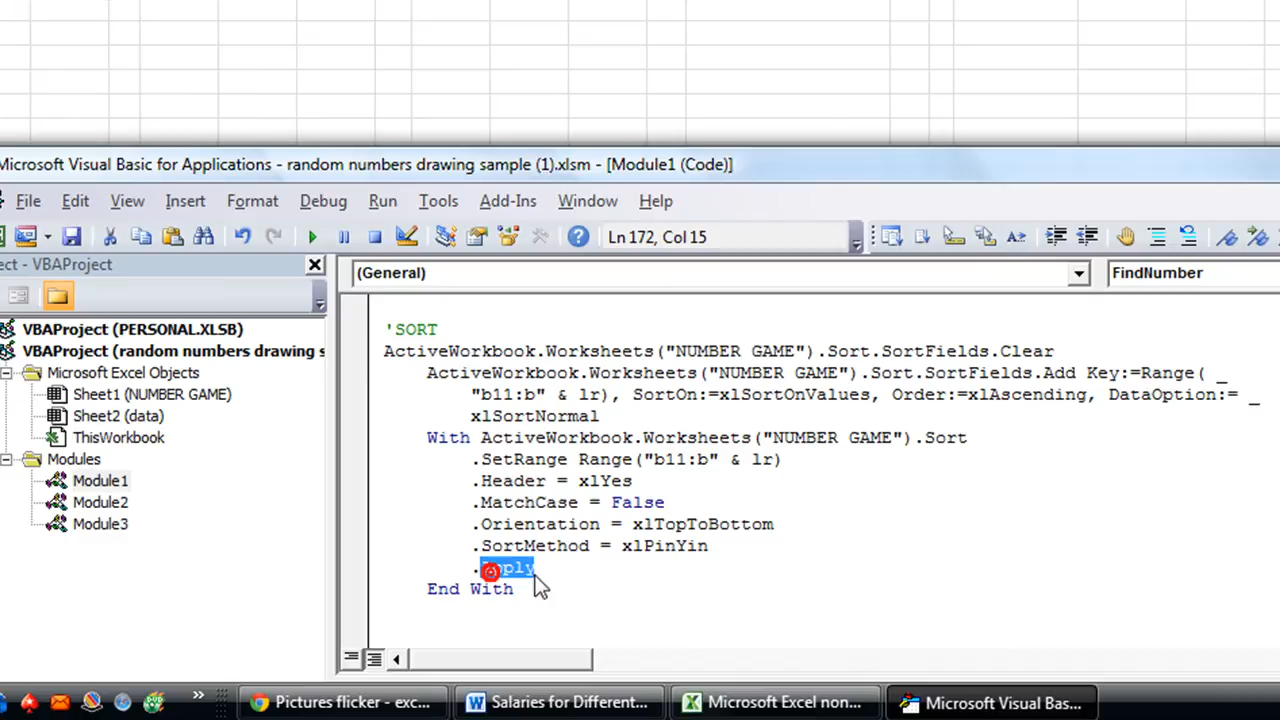 Microsoft Visual Basic for Applications - random numbers drawing sample (1).xlsm - [Module1 (Code)]
File Edit View Insert Format Debug Run Tools Add-Ins Window Help
Ln 172, Col 15
ct - VBAProject
(General) FindNumber
VBAProject (PERSONAL.XLSB)
VBAProject (random numbers drawing s
Microsoft Excel Objects
Sheet1 (NUMBER GAME)
Sheet2 (data)
ThisWorkbook
Modules
Module1
Module2
Module3
'SORT
ActiveWorkbook.Worksheets("NUMBER GAME").Sort.SortFields.Clear
ActiveWorkbook.Worksheets("NUMBER GAME").Sort.SortFields.Add Key:=Range( _
"b11:b" & lr), SortOn:=xlSortOnValues, Order:=xlAscending, DataOption:= _
xlSortNormal
With ActiveWorkbook.Worksheets("NUMBER GAME").Sort
.SetRange Range("b11:b" & lr)
.Header = xlYes
.MatchCase = False
.Orientation = xlTopToBottom
.SortMethod = xlPinYin
.Apply
End With
Pictures flicker - exc... Salaries for Different... Microsoft Excel non... Microsoft Visual Bas...